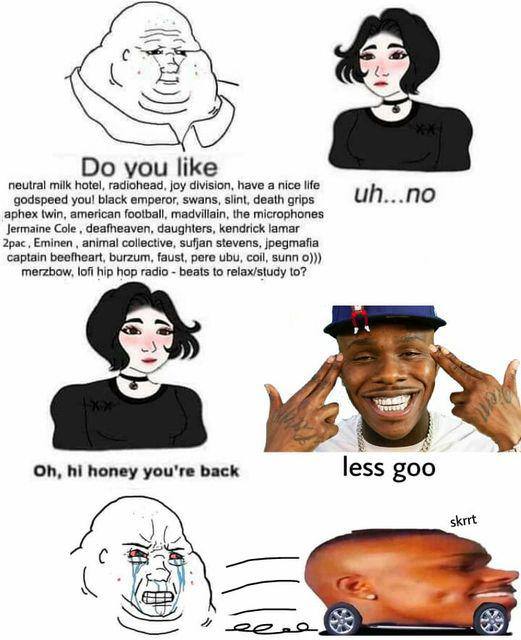 Do you like
neutral milk hotel, radiohead, joy division, have a nice life
godspeed you! black emperor, swans, slint, death grips
aphex twin, american football, madvillain, the microphones
Jermaine Cole , deafheaven, daughters, kendrick lamar
2pac , Eminen , animal collective, sufjan stevens, jpegmafia
captain beefheart, burzum, faust, pere ubu, coil, sunn o)))
merzbow, lofi hip hop radio - beats to relax/study to?
uh...no
Oh, hi honey you're back
less goo
skrrt